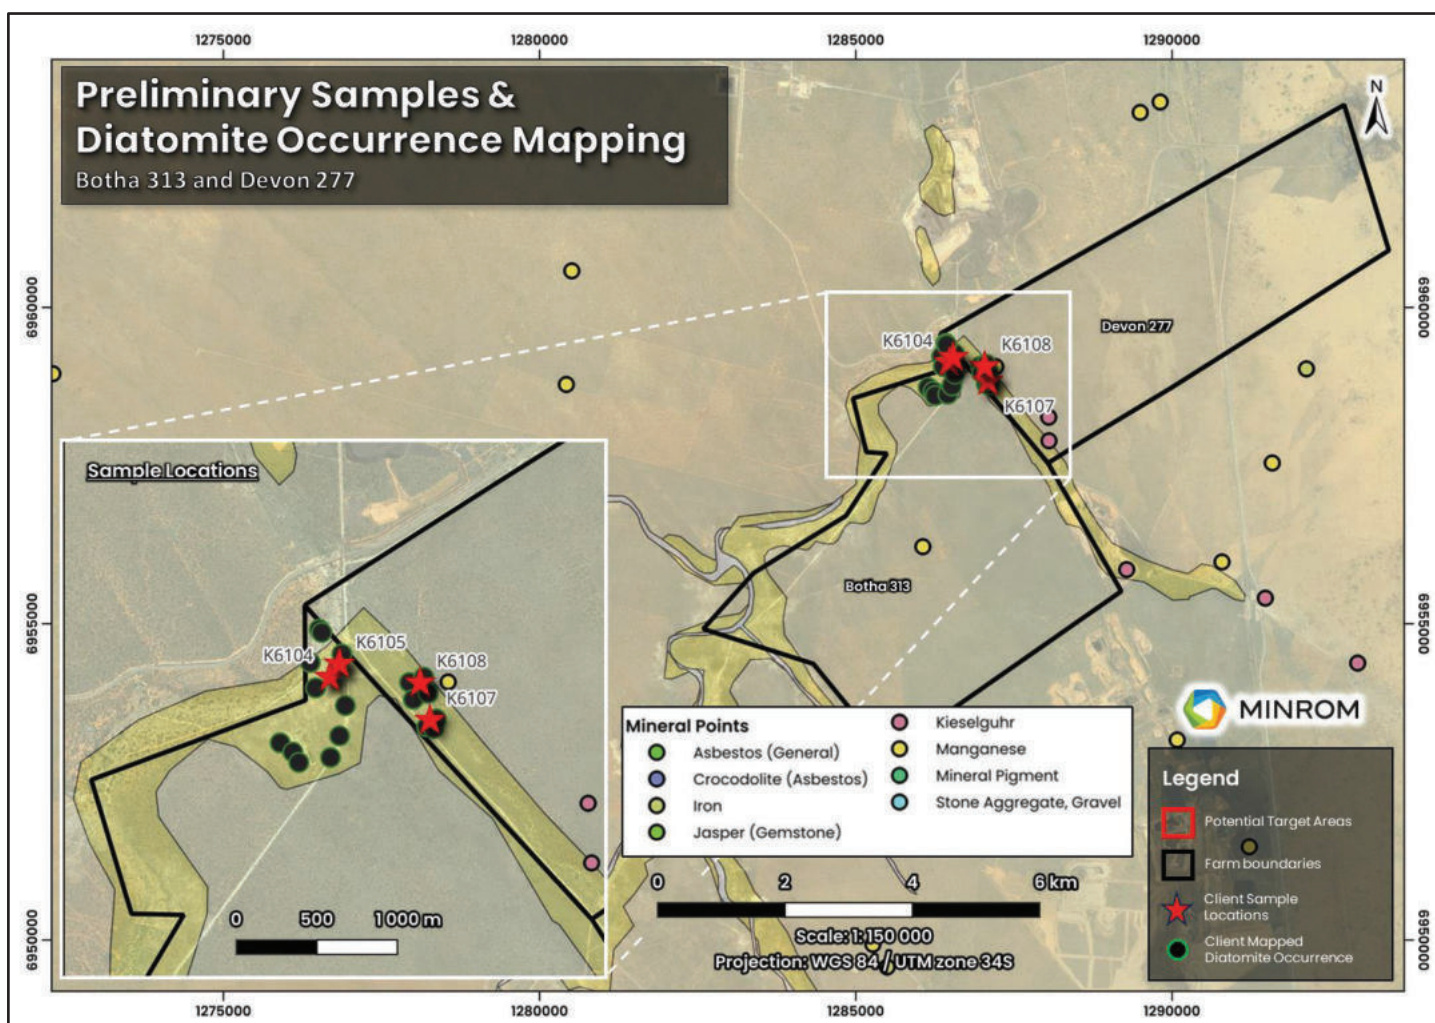 1275000
1280000
1285000
1290000
Preliminary Samples &
Diatomite Occurrence Mapping
Botha 313 and Devon 277
N
6960000
6960000
Devon 277
K6104
K6108
K6107
Sample Locations
Botha 313
6955000
6955000
K6105
K6104
K6108
K6107
MINROM
Mineral Points
Asbestos (General)
Crocodolite (Asbestos)
Iron
Jasper (Gemstone)
Kieselguhr
Manganese
Mineral Pigment
Stone Aggregate, Gravel
Legend
Potential Target Areas
Farm boundaries
Client Sample
Locations
Client Mapped
Diatomite Occurrence
0 2 4 6 km
Scale: 1:150 000
Projection: WGS 84 / UTM zone 34S
0 500 1 000 m
6950000
6950000
1275000
1280000
1285000
1290000